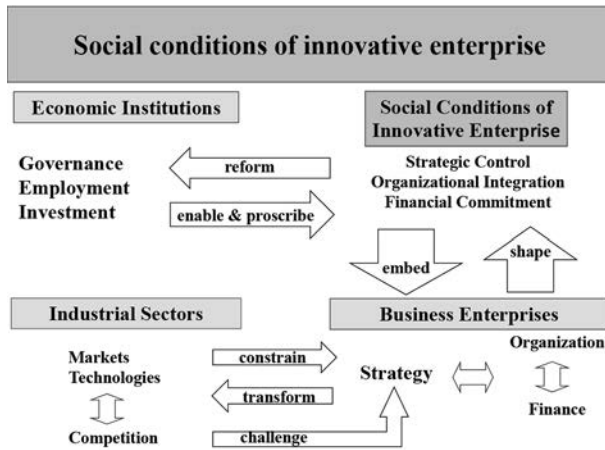 Social conditions of innovative enterprise
Economic Institutions
Social Conditions of
Innovative Enterprise
Governance
Employment
Investment
reform
enable & proscribe
Strategic Control
Organizational Integration
Financial Commitment
embed
shape
Industrial Sectors
Business Enterprises
Markets
Technologies
Competition
constrain
transform
challenge
Strategy
Organization
Finance